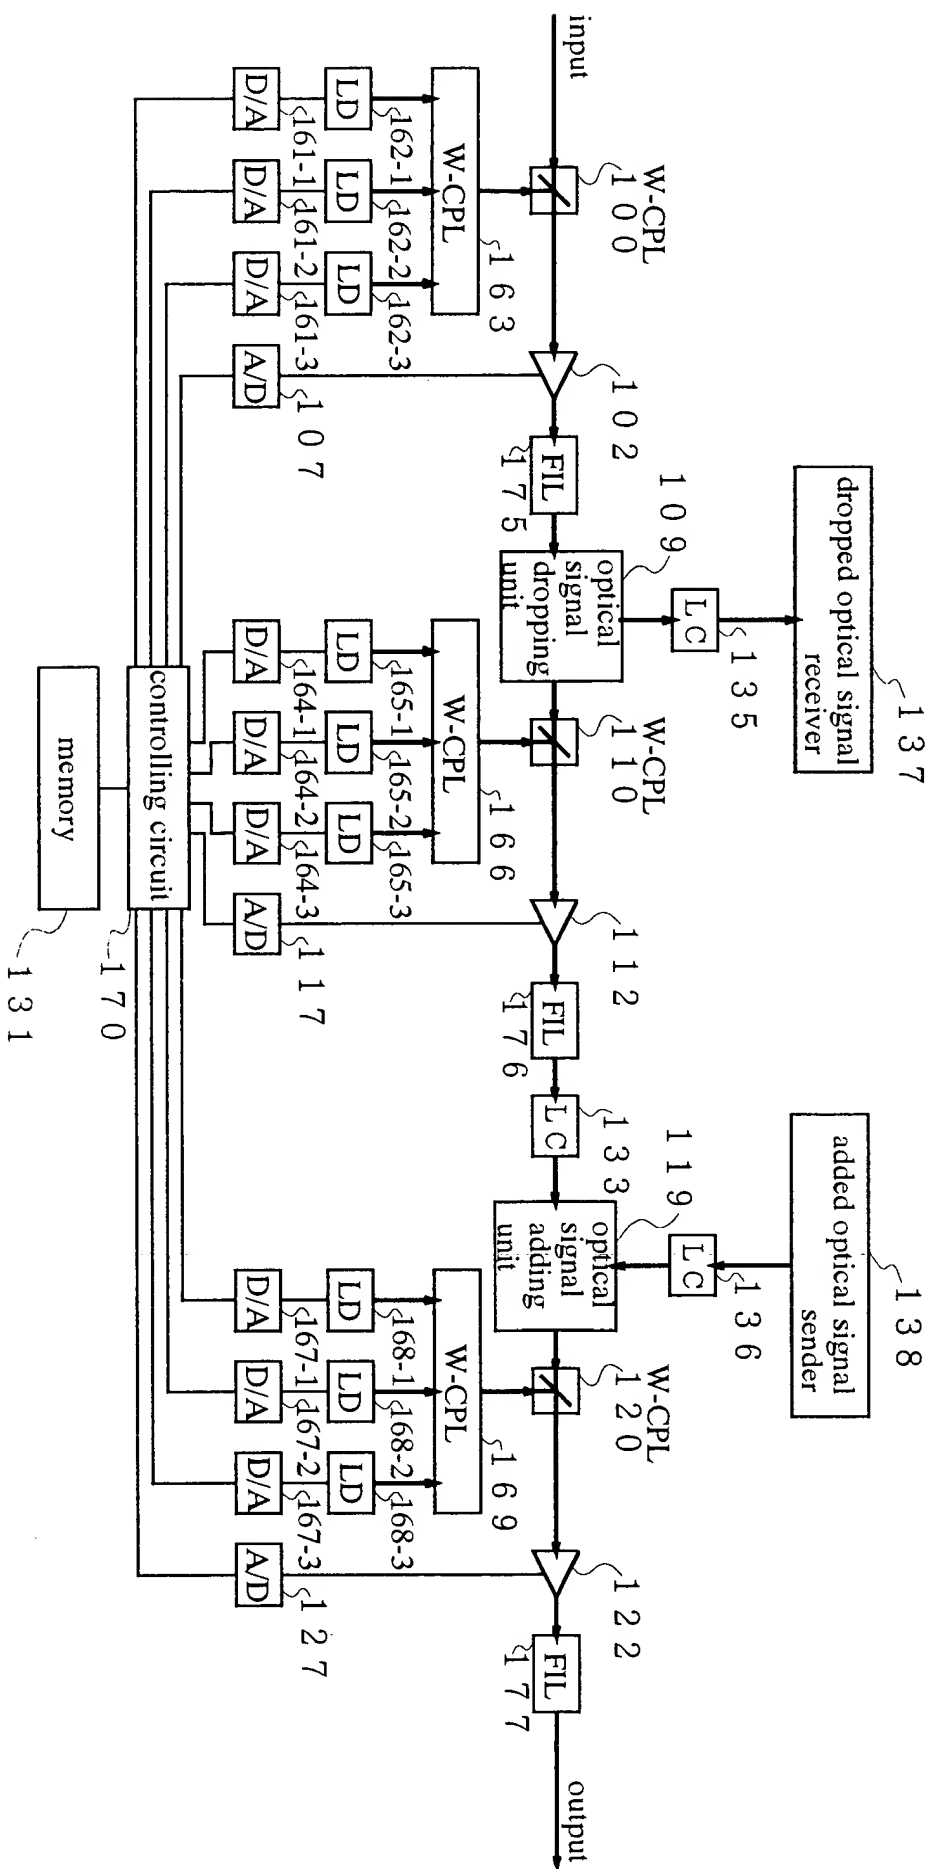 dropped optical signal
receiver
137
added optical signal
sender
138
LC
135
LC
136
109
119
W-CPL
100
W-CPL
110
W-CPL
120
input
102
FIL
175
optical
signal
dropping
unit
112
FIL
176
LC
133
optical
signal
adding
unit
122
FIL
177
output
W-CPL
163
W-CPL
166
W-CPL
169
LD
162-1
LD
162-2
LD
162-3
LD
165-1
LD
165-2
LD
165-3
LD
168-1
LD
168-2
LD
168-3
D/A
161-1
D/A
161-2
D/A
161-3
A/D
107
D/A
164-1
D/A
164-2
D/A
164-3
A/D
117
D/A
167-1
D/A
167-2
D/A
167-3
A/D
127
controlling circuit
170
memory
131